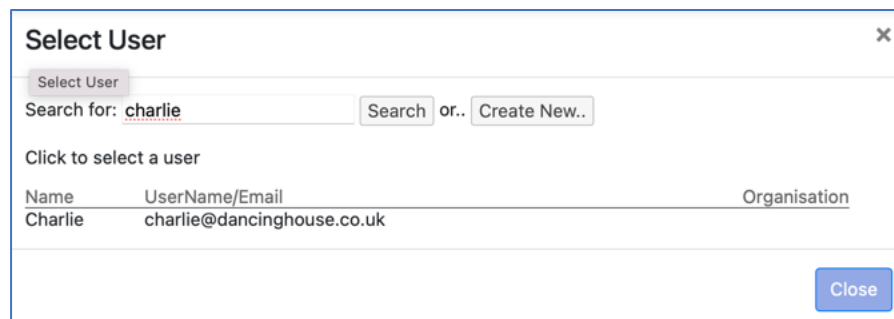 Select User ×
Select User
Search for: charlie Search or.. Create New..
Click to select a user
Name UserName/Email Organisation
Charlie charlie@dancinghouse.co.uk
Close